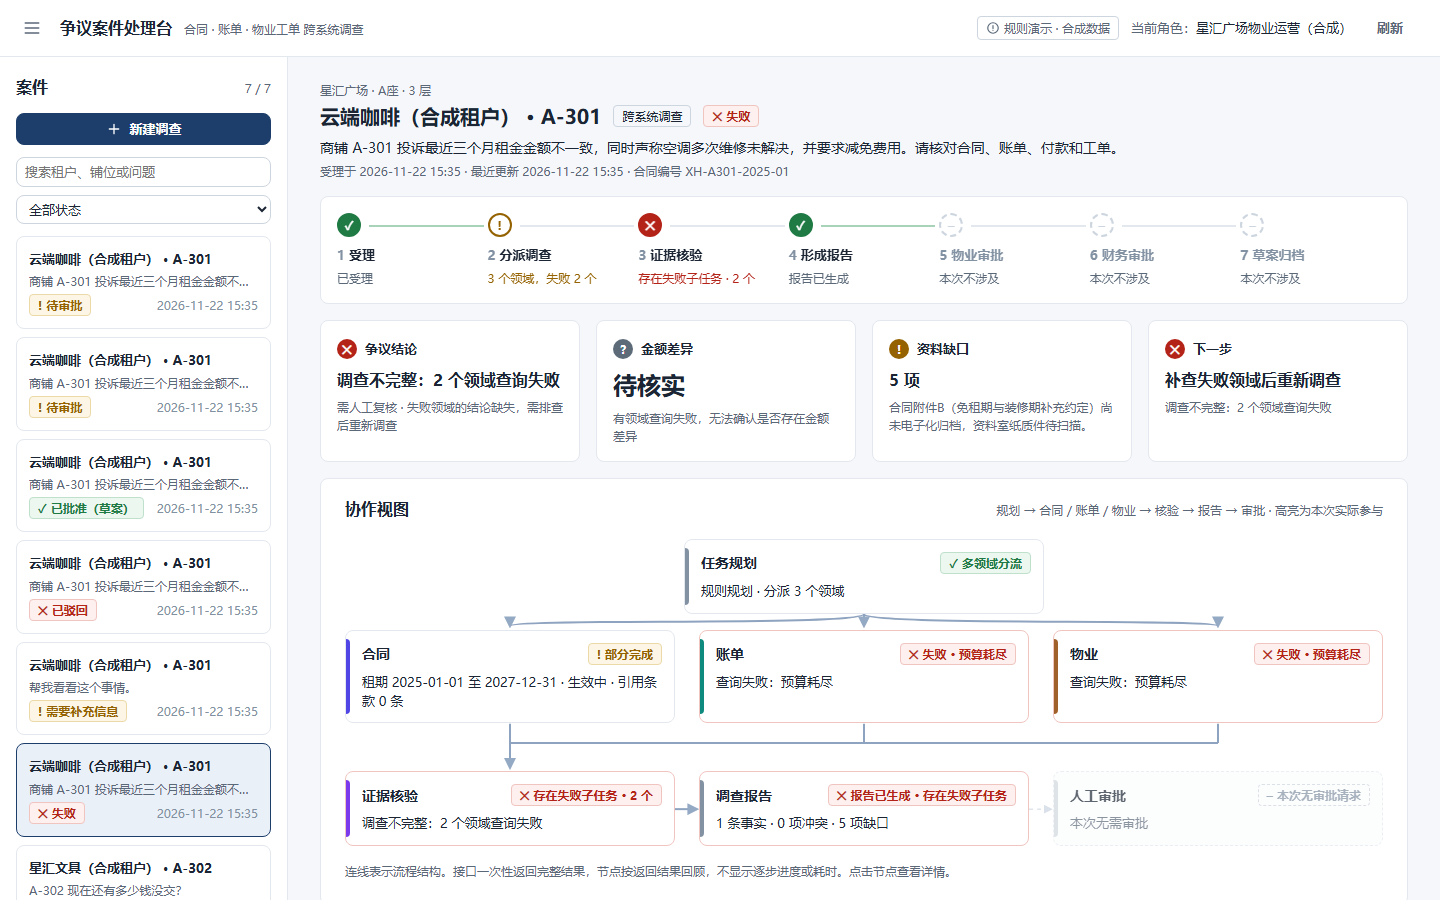 争议案件处理台
合同 · 账单 · 物业工单 跨系统调查
规则演示 · 合成数据
当前角色：星汇广场物业运营（合成）
刷新
案件
7 / 7
＋ 新建调查
搜索租户、铺位或问题
全部状态
云端咖啡（合成租户） • A-301
商铺 A-301 投诉最近三个月租金金额不...
! 待审批
2026-11-22 15:35
云端咖啡（合成租户） • A-301
商铺 A-301 投诉最近三个月租金金额不...
! 待审批
2026-11-22 15:35
云端咖啡（合成租户） • A-301
商铺 A-301 投诉最近三个月租金金额不...
✓ 已批准（草案）
2026-11-22 15:35
云端咖啡（合成租户） • A-301
商铺 A-301 投诉最近三个月租金金额不...
✕ 已驳回
2026-11-22 15:35
云端咖啡（合成租户） • A-301
帮我看看这个事情。
! 需要补充信息
2026-11-22 15:35
云端咖啡（合成租户） • A-301
商铺 A-301 投诉最近三个月租金金额不...
✕ 失败
2026-11-22 15:35
星汇文具（合成租户） • A-302
A-302 现在还有多少钱没交?
星汇广场 · A座 · 3 层
云端咖啡（合成租户） • A-301
跨系统调查
✕ 失败
商铺 A-301 投诉最近三个月租金金额不一致，同时声称空调多次维修未解决，并要求减免费用。请核对合同、账单、付款和工单。
受理于 2026-11-22 15:35 · 最近更新 2026-11-22 15:35 · 合同编号 XH-A301-2025-01
1 受理
已受理
2 分派调查
3 个领域，失败 2 个
3 证据核验
存在失败子任务 · 2 个
4 形成报告
报告已生成
5 物业审批
本次不涉及
6 财务审批
本次不涉及
7 草案归档
本次不涉及
争议结论
调查不完整：2 个领域查询失败
需人工复核 · 失败领域的结论缺失，需排查
后重新调查
? 金额差异
待核实
有领域查询失败，无法确认是否存在金额
差异
! 资料缺口
5 项
合同附件B（免租期与装修期补充约定）尚
未电子化归档，资料室纸质件待扫描。
下一步
补查失败领域后重新调查
调查不完整：2 个领域查询失败
协作视图
规划 → 合同 / 账单 / 物业 → 核验 → 报告 → 审批 · 高亮为本次实际参与
任务规划
✓ 多领域分流
规则规划 · 分派 3 个领域
合同
! 部分完成
租期 2025-01-01 至 2027-12-31 · 生效中 · 引用条
款 0 条
账单
✕ 失败 • 预算耗尽
查询失败：预算耗尽
物业
✕ 失败 • 预算耗尽
查询失败：预算耗尽
证据核验
✕ 存在失败子任务 • 2 个
调查不完整：2 个领域查询失败
调查报告
✕ 报告已生成 • 存在失败子任务
1 条事实 · 0 项冲突 · 5 项缺口
人工审批
– 本次无审批请求
本次无需审批
连线表示流程结构。接口一次性返回完整结果，节点按返回结果回顾，不显示逐步进度或耗时。点击节点查看详情。